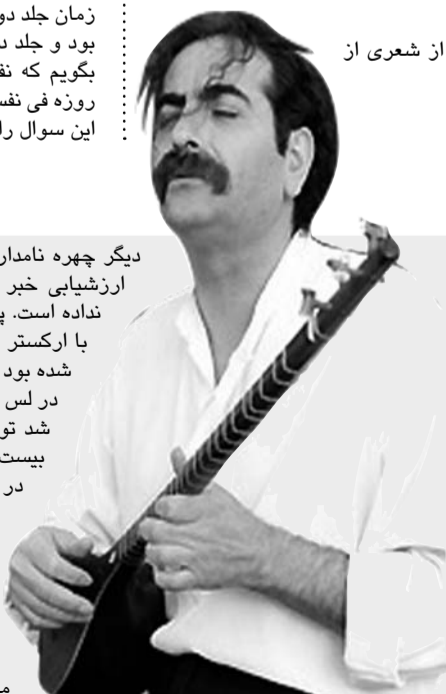 زمان جلد دو
بود و جلد د
بگویم که نق
روزه فی نفس
این سوال را
از شعری از
دیگر چهره نامدار
ارزشیابی خبر
نداده است. پ
با ارکستر
شده بود
در لس
شد تو
بیست
در